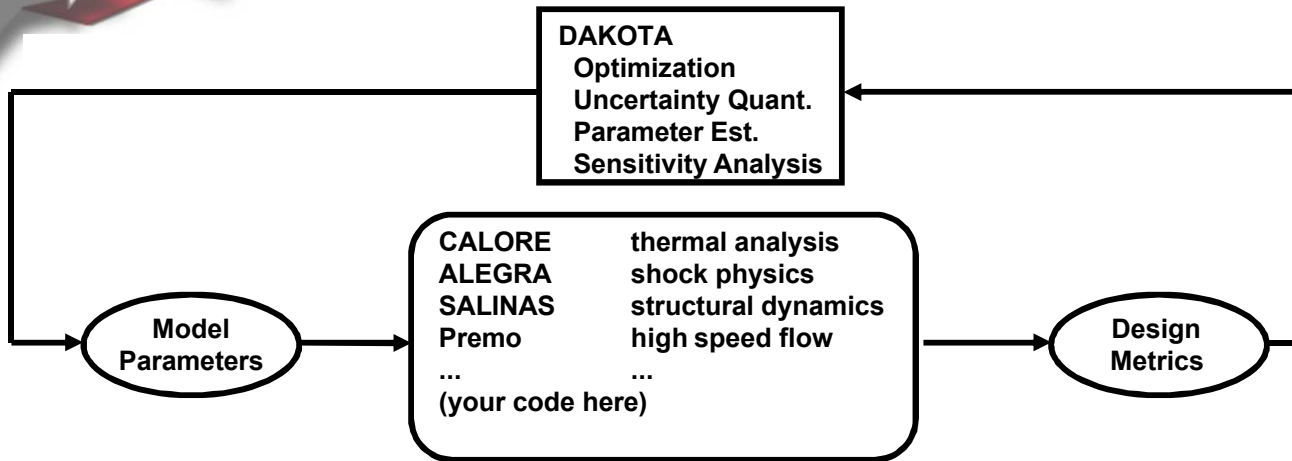 DAKOTA
Optimization
Uncertainty Quant.
Parameter Est.
Sensitivity Analysis
CALORE thermal analysis
ALEGRA shock physics
SALINAS structural dynamics
Premo high speed flow
... ...
(your code here)
Model
Parameters
Design
Metrics